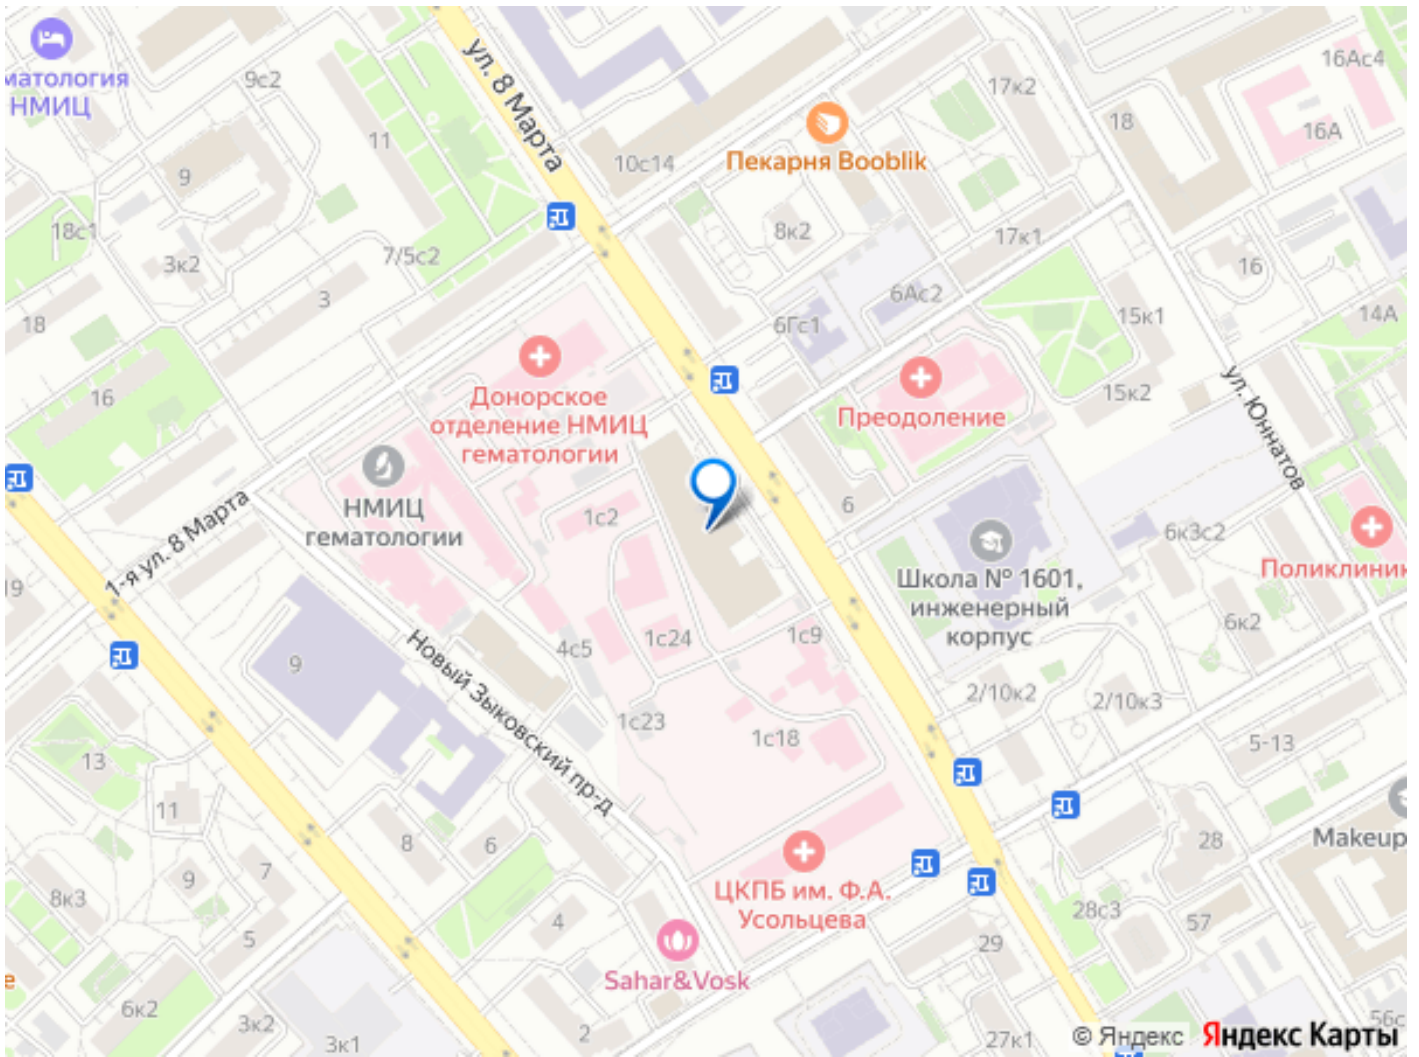 матология
НМИЦ
9с2
11
ул. 8 Марта
10с14
Пекарня Booblik
17к2
18
16Ас4
16А
9
18с1
3к2
7/5с2
3
18
8к2
17к1
16
6Ас2
6Гс1
15к1
14А
15к2
16
Донорское
отделение НМИЦ
гематологии
Преодоление
ул. Юннатов
НМИЦ
гематологии
1с2
6
6к3с2
Поликлиник
1-я ул. 8 Марта
19
Школа № 1601,
инженерный
корпус
6к2
4с5
1с24
1с9
9
Новый Зыковский пр-д
2/10к2
2/10к3
1с23
1с18
5-13
13
11
8
6
28
Makeup
7
9
8к3
ЦКПБ им. Ф.А.
Усольцева
4
28с3
57
5
29
Sahar&Vosk
е
6к2
3к2
3к1
2
27к1
56с
© Яндекс
Яндекс Карты